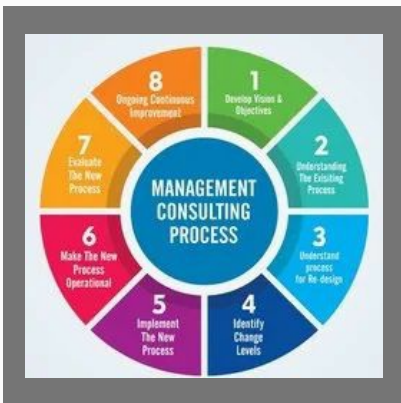 MANAGEMENT
CONSULTING
PROCESS
1
Develop Vision &
Objectives
2
Understanding
The Exisiting
Process
3
Understand
process
for Re-design
4
Identify
Change
Levels
5
Implement
The New
Process
6
Make The New
Process
Operational
7
Evaluate
The New
Process
8
Ongoing Continuous
Improvement